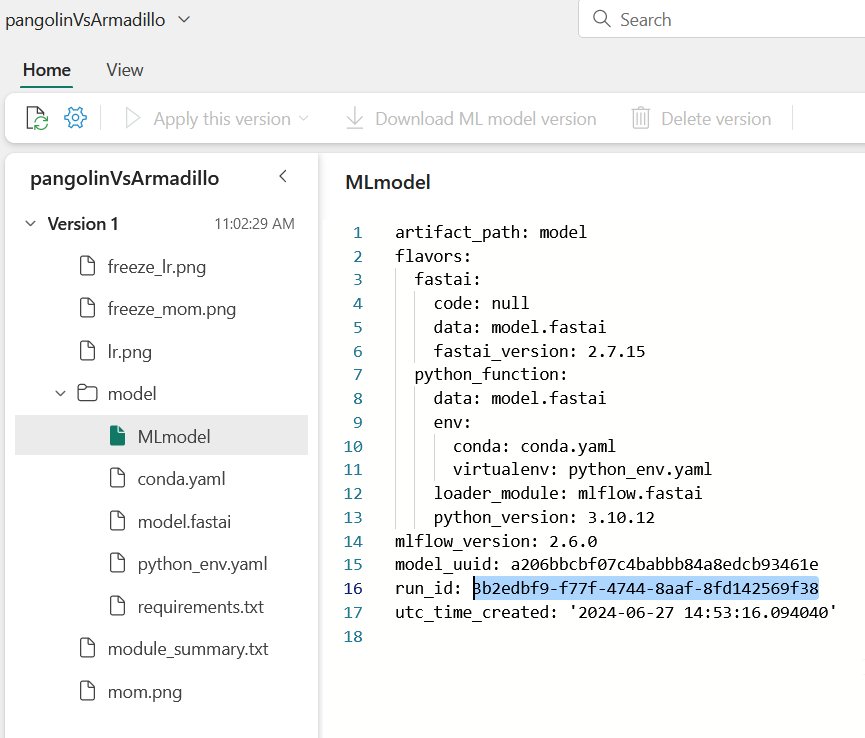 pangolinVsArmadillo
Search
Home View
Apply this version Download ML model version Delete version
pangolinVsArmadillo
Version 1 11:02:29 AM
freeze_lr.png
freeze_mom.png
lr.png
model
MLmodel
conda.yaml
model.fastai
python_env.yaml
requirements.txt
module_summary.txt
mom.png
MLmodel
1 artifact_path: model
2 flavors:
3 fastai:
4 code: null
5 data: model.fastai
6 fastai_version: 2.7.15
7 python_function:
8 data: model.fastai
9 env:
10 conda: conda.yaml
11 virtualenv: python_env.yaml
12 loader_module: mlflow.fastai
13 python_version: 3.10.12
14 mlflow_version: 2.6.0
15 model_uuid: a206bbcbf07c4babbb84a8edcb93461e
16 run_id: 3b2edbf9-f77f-4744-8aaf-8fd142569f38
17 utc_time_created: '2024-06-27 14:53:16.094040'
18